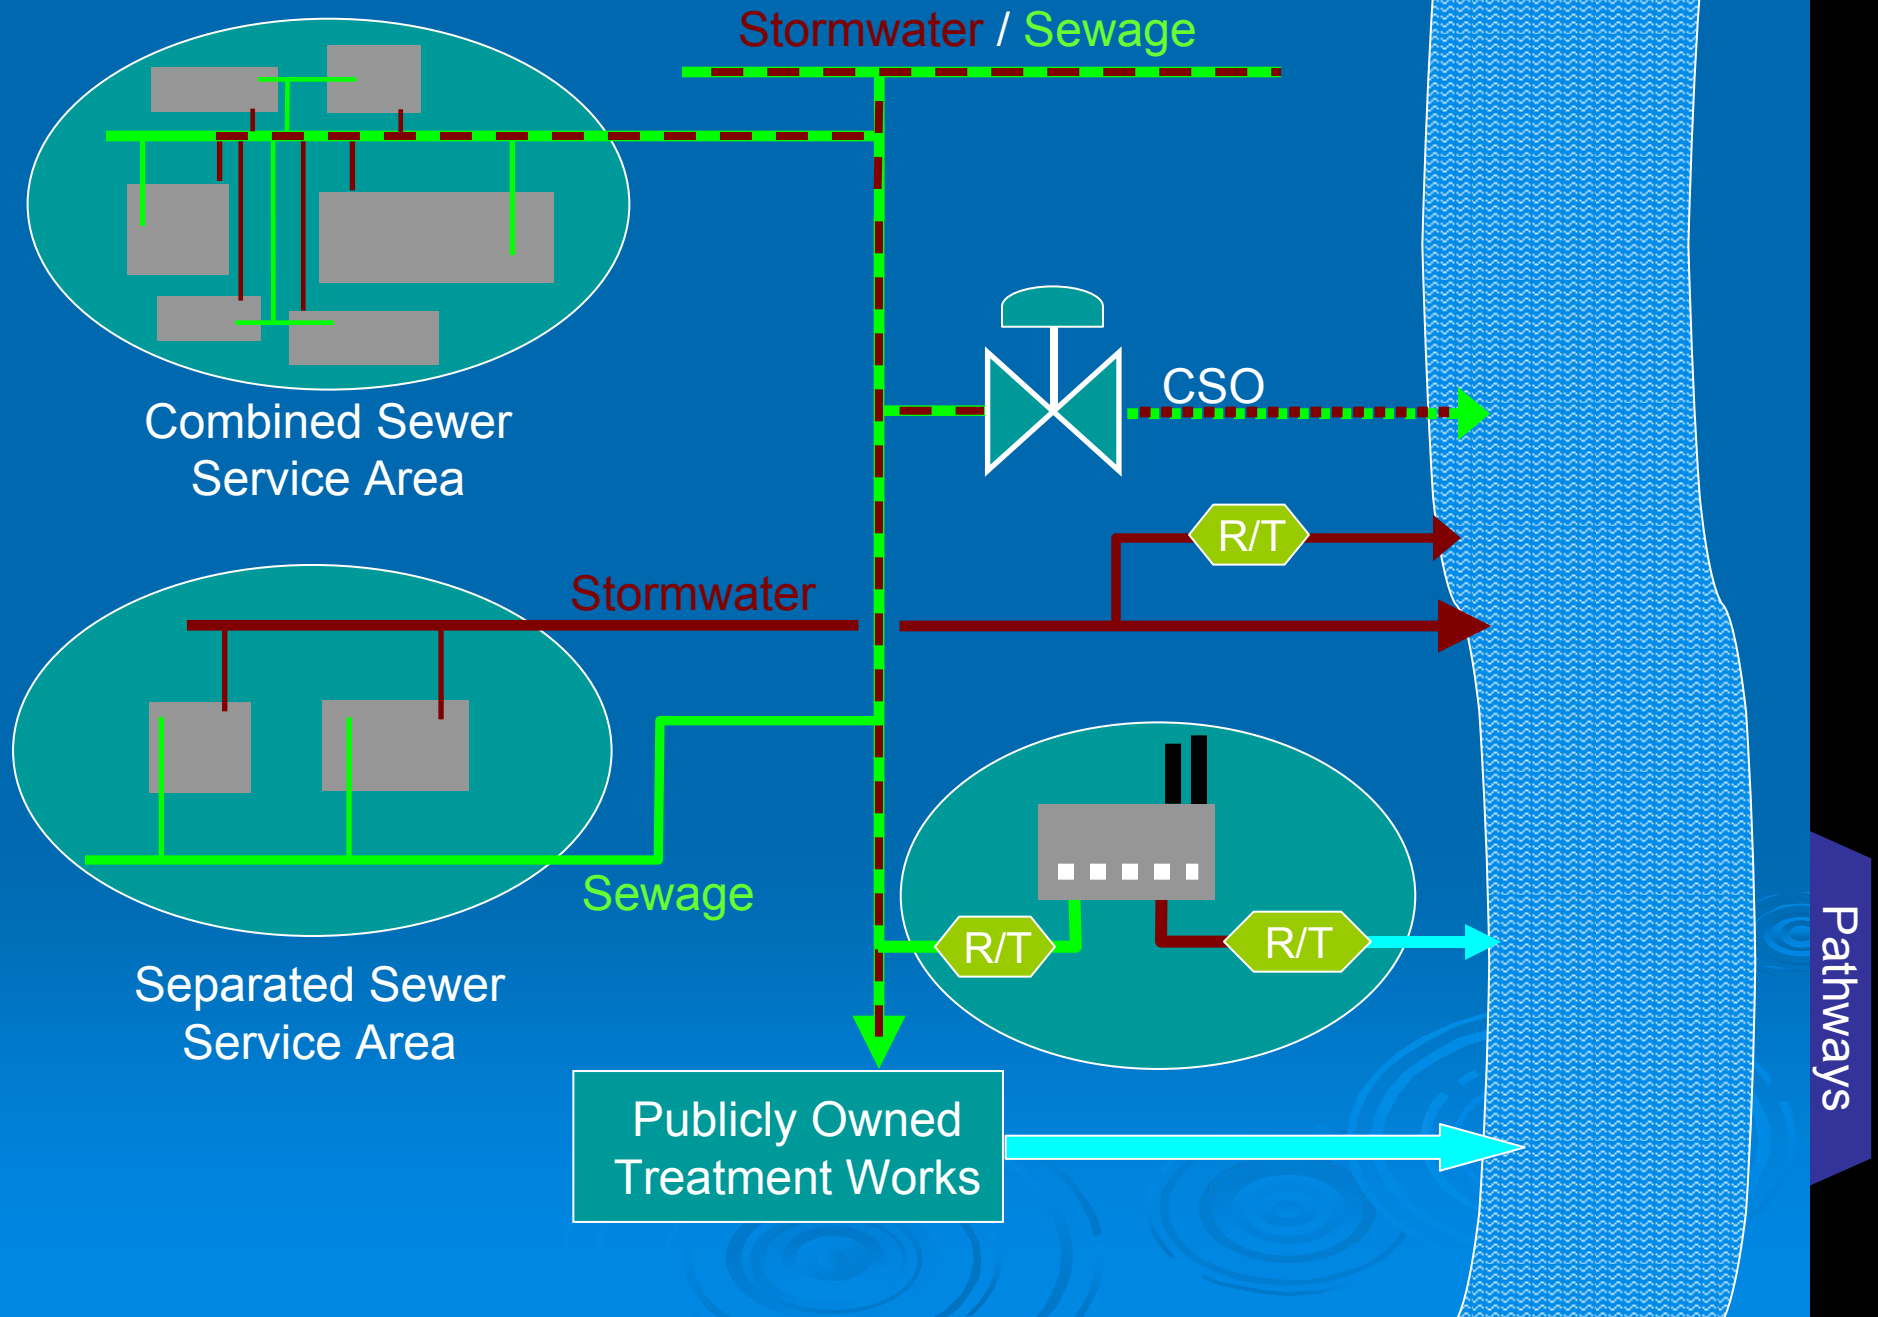 Stormwater / Sewage
Combined Sewer
Service Area
CSO
R/T
Stormwater
Sewage
R/T
R/T
Separated Sewer
Service Area
Publicly Owned
Treatment Works
Pathways